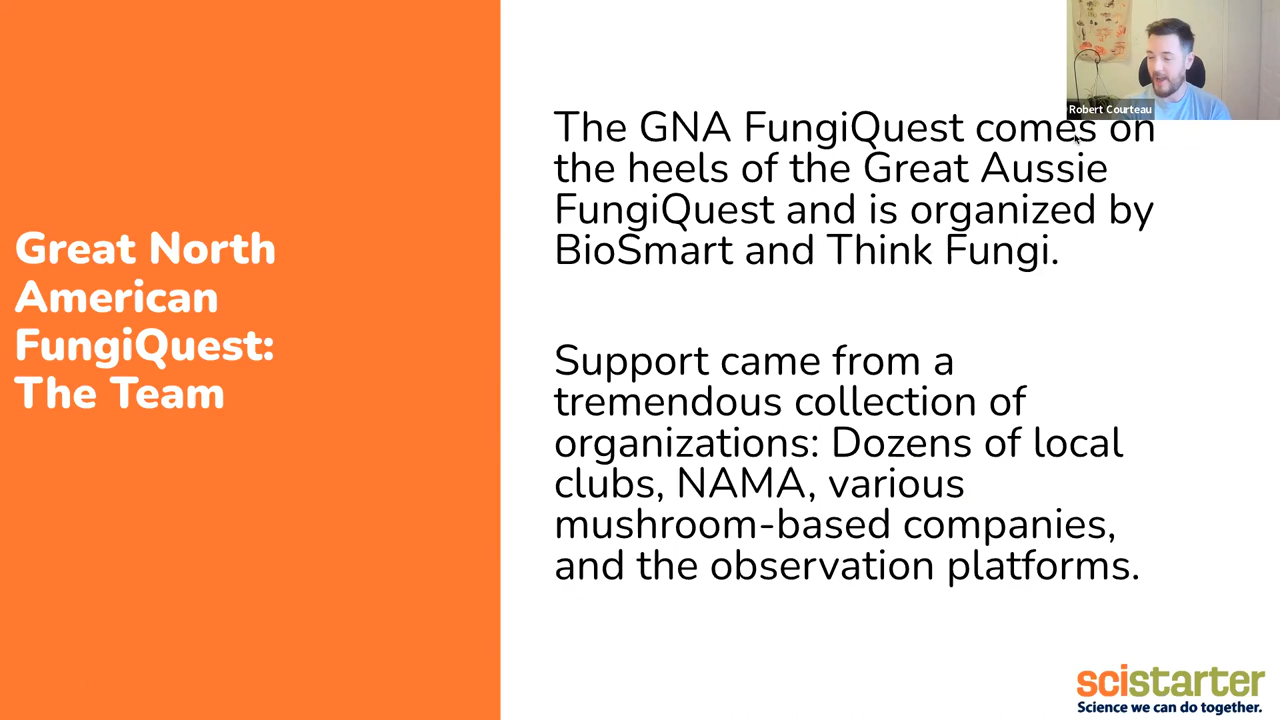 Great North
American
FungiQuest:
The Team
Robert Courteau
The GNA FungiQuest comes on
the heels of the Great Aussie
FungiQuest and is organized by
BioSmart and Think Fungi.
Support came from a
tremendous collection of
organizations: Dozens of local
clubs, NAMA, various
mushroom-based companies,
and the observation platforms.
scistarter
Science we can do together.